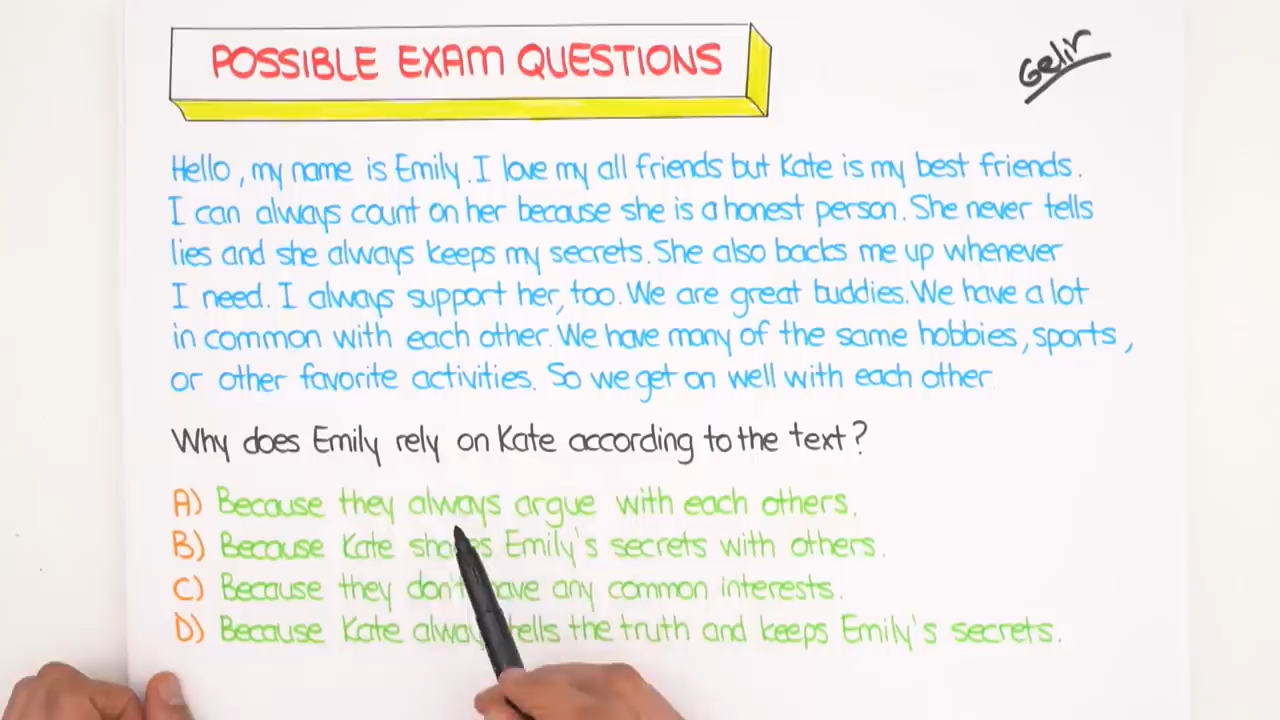 POSSIBLE EXAM QUESTIONS
Gelir
Hello, my name is Emily. I love my all friends but Kate is my best friends.
I can always count on her because she is a honest person. She never tells
lies and she always keeps my secrets. She also backs me up whenever
I need. I always support her, too. We are great buddies. We have a lot
in common with each other. We have many of the same hobbies, sports,
or other favorite activities. So we get on well with each other.
Why does Emily rely on Kate according to the text?
A) Because they always argue with each others.
B) Because Kate shares Emily's secrets with others.
C) Because they don't have any common interests.
D) Because Kate always tells the truth and keeps Emily's secrets.